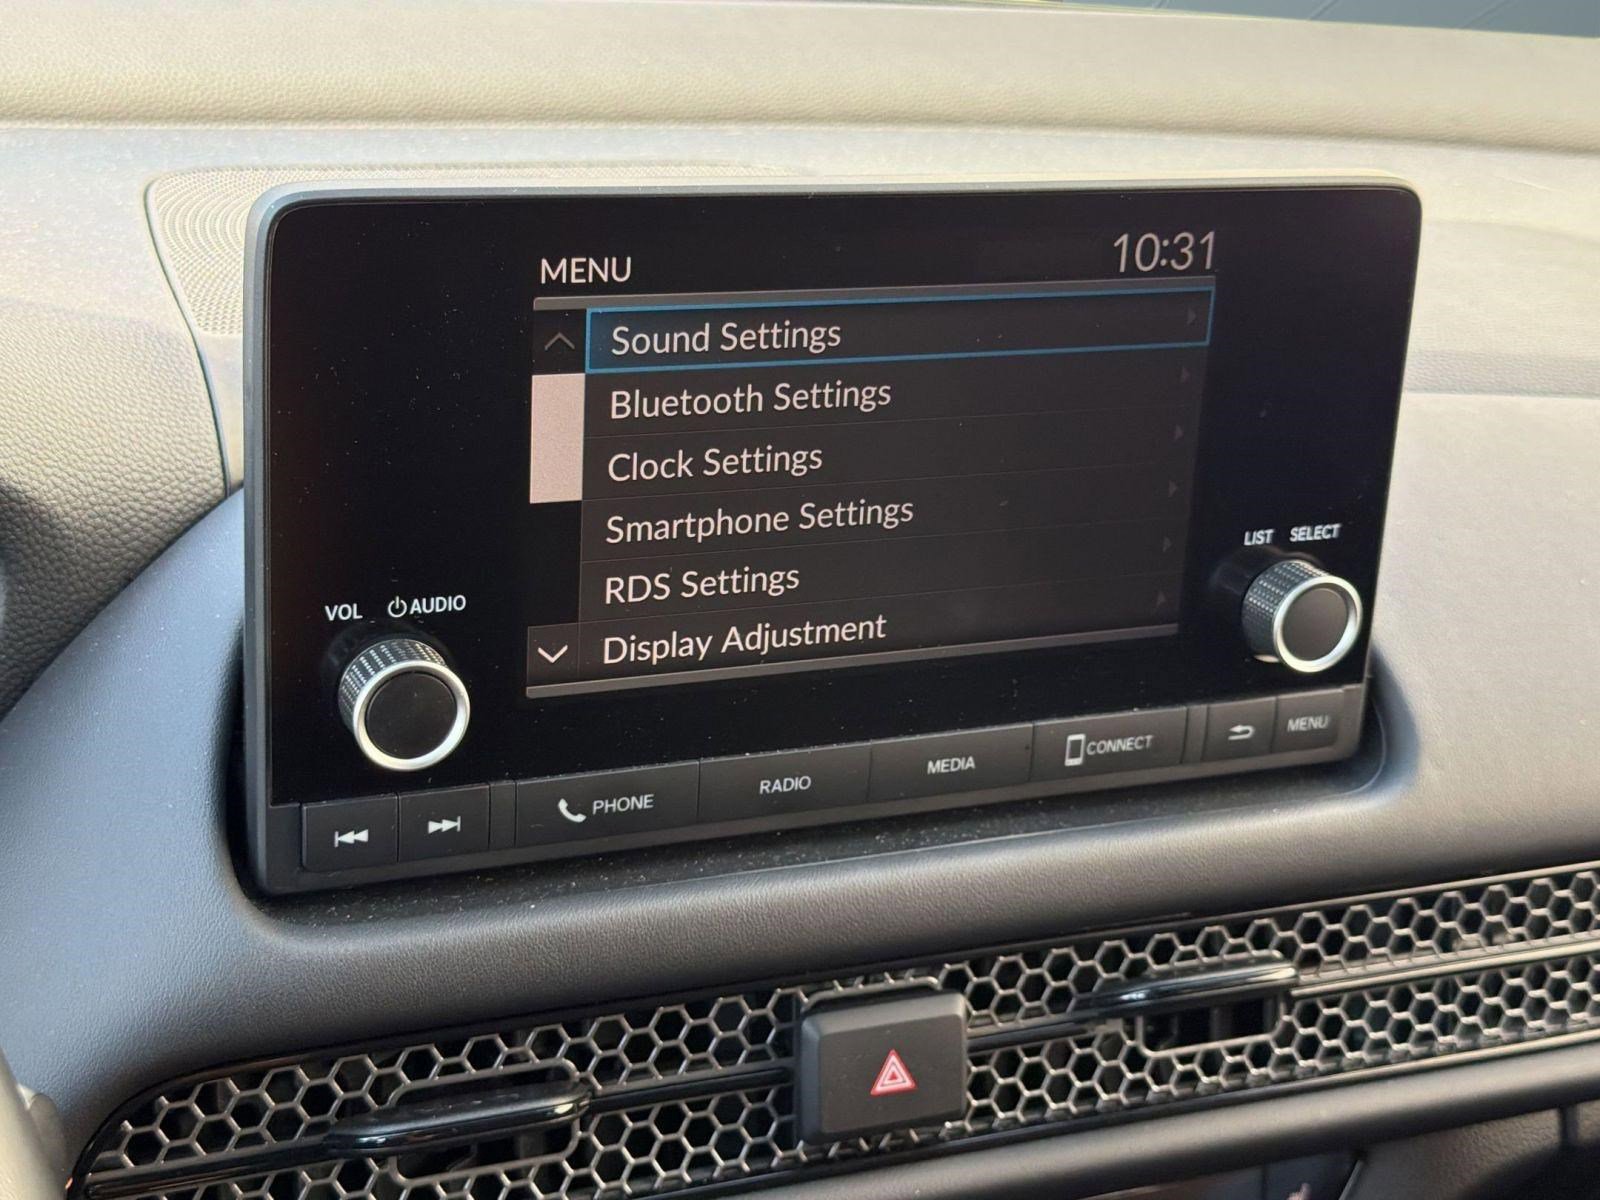 MENU
10:31
Sound Settings
Bluetooth Settings
Clock Settings
Smartphone Settings
RDS Settings
Display Adjustment
VOL AUDIO
LIST SELECT
PHONE
RADIO
MEDIA
CONNECT
MENU